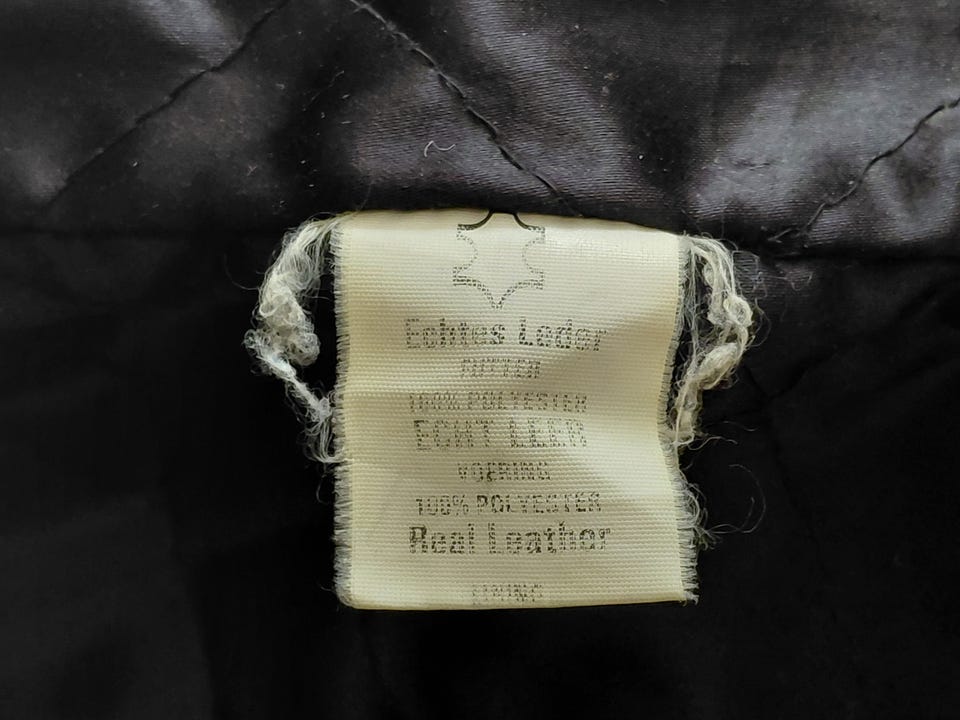 Echtes Leder
FUTTER
100% POLYESTER
ECHT LEER
VOERING
100% POLYESTER
Real Leather
LINING